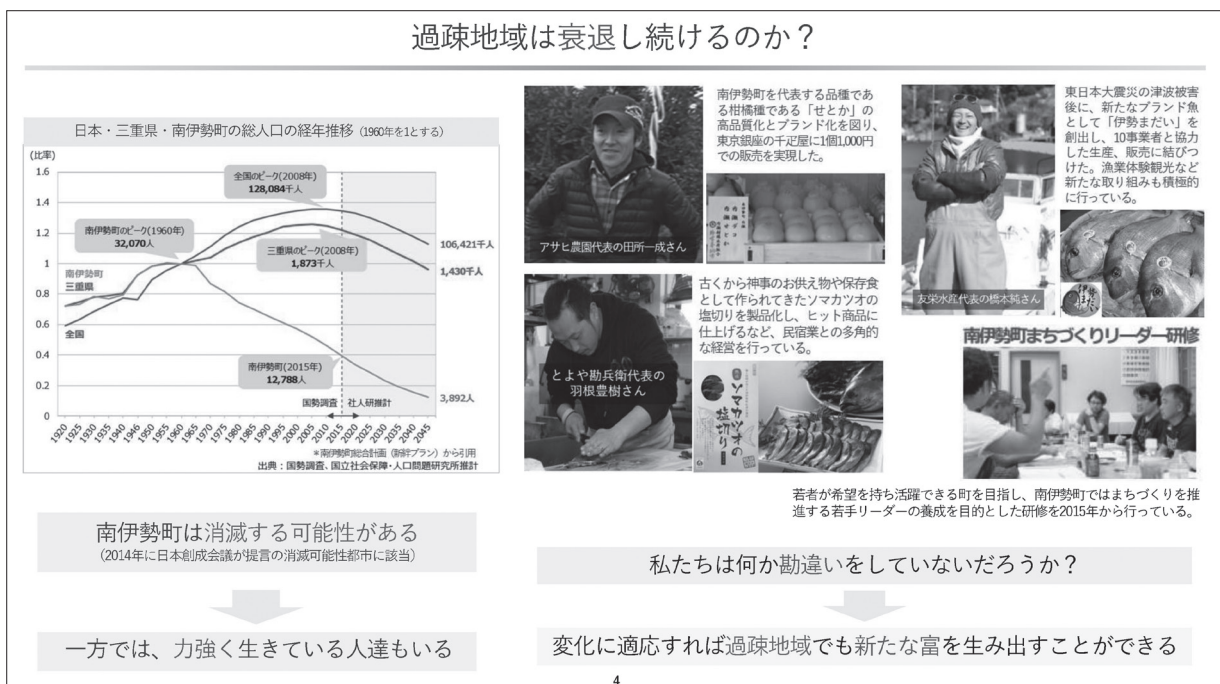 過疎地域は衰退し続けるのか？
日本・三重県・南伊勢町の総人口の経年推移 (1960年を1とする)
(比率)
1.6
1.4
1.2
1
0.8
0.6
0.4
0.2
0
全国のピーク(2008年)
128,084千人
南伊勢町のピーク(1960年)
32,070人
三重県のピーク(2008年)
1,873千人
106,421千人
1,430千人
南伊勢町
三重県
全国
南伊勢町(2015年)
12,788人
3,892人
国勢調査 社人研推計
1920 1925 1930 1935 1940 1946 1950 1955 1960 1965 1970 1975 1980 1985 1990 1995 2000 2005 2010 2015 2020 2025 2030 2035 2040 2045
＊南伊勢町総合計画（新絆プラン）から引用
出典：国勢調査、国立社会保障・人口問題研究所推計
南伊勢町は消滅する可能性がある
(2014年に日本創成会議が提言の消滅可能性都市に該当)
一方では、力強く生きている人達もいる
アサヒ農園代表の田所一成さん
南伊勢町を代表する品種であ
る柑橘種である「せとか」の
高品質化とブランド化を図り、
東京銀座の千疋屋に1個1,000円
での販売を実現した。
友栄水産代表の橋本純さん
東日本大震災の津波被害
後に、新たなブランド魚
として「伊勢まだい」を
創出し、10事業者と協力
した生産、販売に結びつ
けた。漁業体験観光など
新たな取り組みも積極的
に行っている。
伊勢まだい
とよや勘兵衛代表の
羽根豊樹さん
古くから神事のお供え物や保存食
として作られてきたソマカツオの
塩切りを製品化し、ヒット商品に
仕上げるなど、民宿業との多角的
な経営を行っている。
ソマカツオの
塩切り
南伊勢町まちづくりリーダー研修
若者が希望を持ち活躍できる町を目指し、南伊勢町ではまちづくりを推
進する若手リーダーの養成を目的とした研修を2015年から行っている。
私たちは何か勘違いをしていないだろうか？
変化に適応すれば過疎地域でも新たな富を生み出すことができる
4